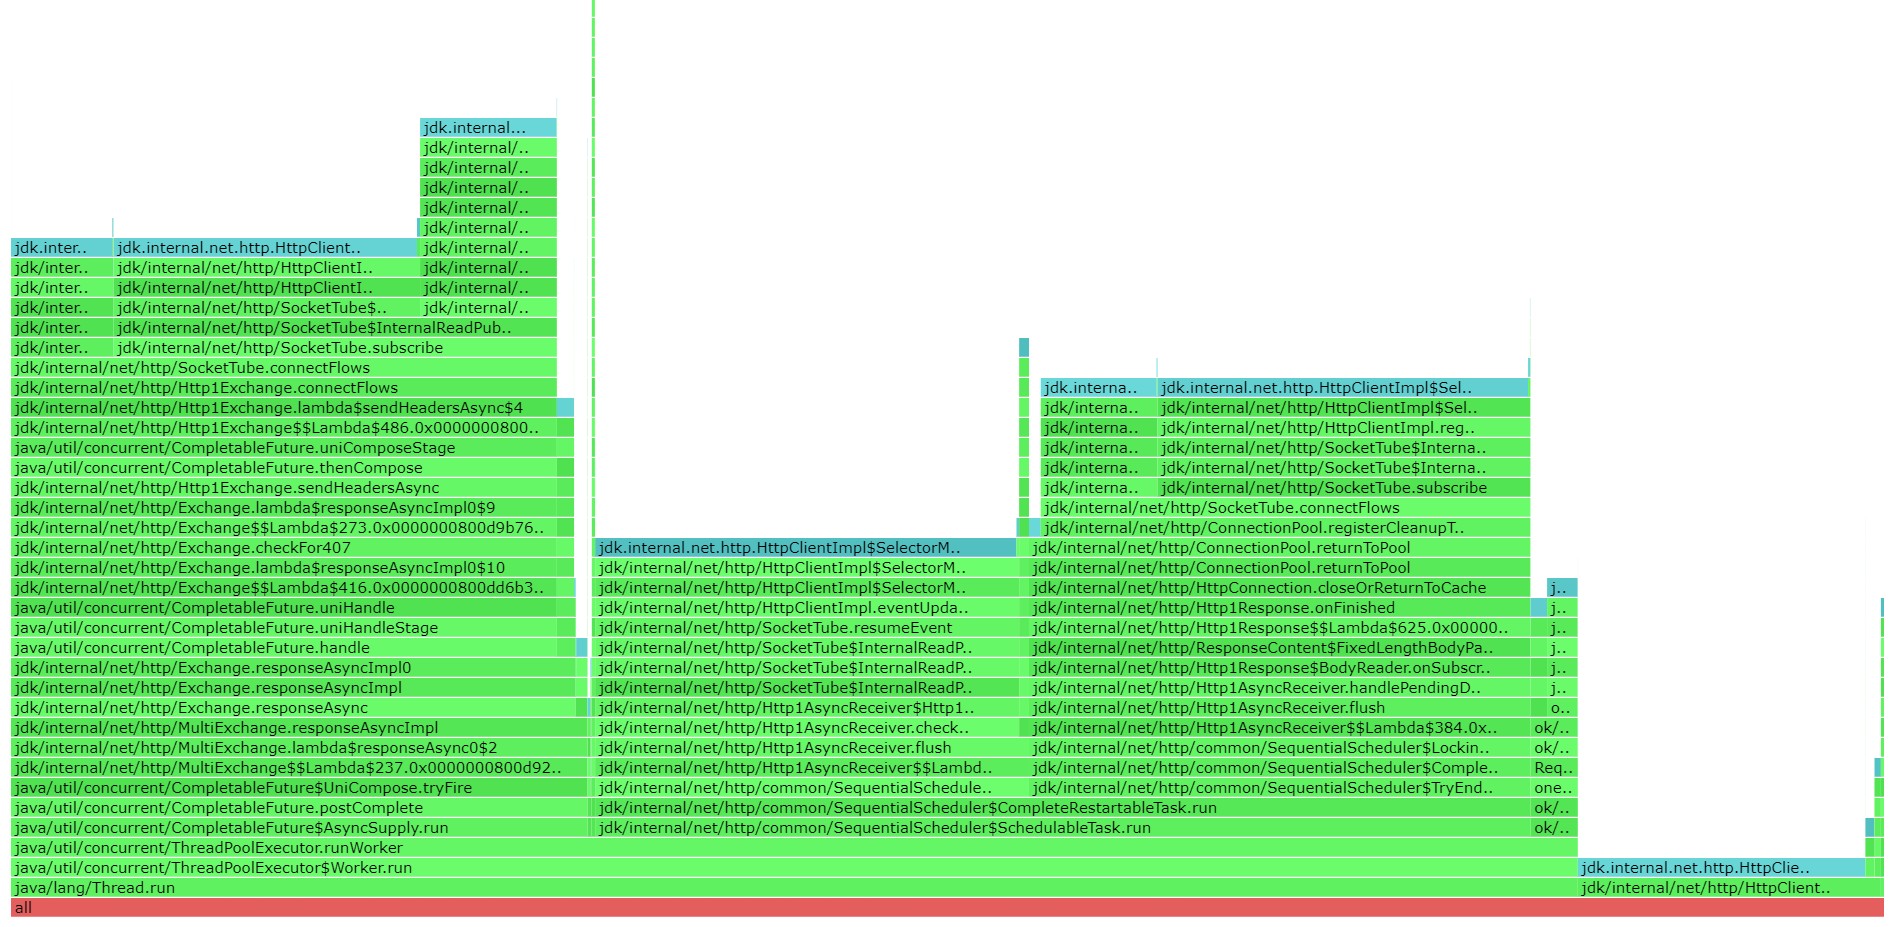 jdk.internal...
jdk/internal/..
jdk/internal/..
jdk/internal/..
jdk/internal/..
jdk/internal/..
jdk.inter.. jdk.internal.net.http.HttpClient.. jdk/internal/..
jdk/inter.. jdk/internal/net/http/HttpClientI.. jdk/internal/..
jdk/inter.. jdk/internal/net/http/HttpClientI.. jdk/internal/..
jdk/inter.. jdk/internal/net/http/SocketTube$.. jdk/internal/..
jdk/inter.. jdk/internal/net/http/SocketTube$InternalReadPub..
jdk/inter.. jdk/internal/net/http/SocketTube.subscribe
jdk/internal/net/http/SocketTube.connectFlows
jdk/internal/net/http/Http1Exchange.connectFlows jdk.interna.. jdk.internal.net.http.HttpClientImpl$Sel..
jdk/internal/net/http/Http1Exchange.lambda$sendHeadersAsync$4 jdk/interna.. jdk/internal/net/http/HttpClientImpl$Sel..
jdk/internal/net/http/Http1Exchange$$Lambda$486.0x0000000800.. jdk/interna.. jdk/internal/net/http/HttpClientImpl.reg..
java/util/concurrent/CompletableFuture.uniComposeStage jdk/interna.. jdk/internal/net/http/SocketTube$Interna..
java/util/concurrent/CompletableFuture.thenCompose jdk/interna.. jdk/internal/net/http/SocketTube$Interna..
jdk/internal/net/http/Http1Exchange.sendHeadersAsync jdk/interna.. jdk/internal/net/http/SocketTube.subscribe
jdk/internal/net/http/Exchange.lambda$responseAsyncImpl0$9 jdk/internal/net/http/SocketTube.connectFlows
jdk/internal/net/http/Exchange$$Lambda$273.0x0000000800d9b76.. jdk/internal/net/http/ConnectionPool.registerCleanupT..
jdk/internal/net/http/Exchange.checkFor407 jdk.internal.net.http.HttpClientImpl$SelectorM.. jdk/internal/net/http/ConnectionPool.returnToPool
jdk/internal/net/http/Exchange.lambda$responseAsyncImpl0$10 jdk/internal/net/http/HttpClientImpl$SelectorM.. jdk/internal/net/http/ConnectionPool.returnToPool
jdk/internal/net/http/Exchange$$Lambda$416.0x0000000800dd6b3.. jdk/internal/net/http/HttpClientImpl$SelectorM.. jdk/internal/net/http/HttpConnection.closeOrReturnToCache j..
java/util/concurrent/CompletableFuture.uniHandle jdk/internal/net/http/HttpClientImpl.eventUpda.. jdk/internal/net/http/Http1Response.onFinished j..
java/util/concurrent/CompletableFuture.uniHandleStage jdk/internal/net/http/SocketTube.resumeEvent jdk/internal/net/http/Http1Response$$Lambda$625.0x00000.. j..
java/util/concurrent/CompletableFuture.handle jdk/internal/net/http/SocketTube$InternalReadP.. jdk/internal/net/http/ResponseContent$FixedLengthBodyPa.. j..
jdk/internal/net/http/Exchange.responseAsyncImpl0 jdk/internal/net/http/SocketTube$InternalReadP.. jdk/internal/net/http/Http1Response$BodyReader.onSubscr.. j..
jdk/internal/net/http/Exchange.responseAsyncImpl jdk/internal/net/http/SocketTube$InternalReadP.. jdk/internal/net/http/Http1AsyncReceiver.handlePendingD.. j..
jdk/internal/net/http/Exchange.responseAsync jdk/internal/net/http/Http1AsyncReceiver$Http1.. jdk/internal/net/http/Http1AsyncReceiver.flush o..
jdk/internal/net/http/MultiExchange.responseAsyncImpl jdk/internal/net/http/Http1AsyncReceiver.check.. jdk/internal/net/http/Http1AsyncReceiver$$Lambda$384.0x.. ok/..
jdk/internal/net/http/MultiExchange.lambda$responseAsync0$2 jdk/internal/net/http/Http1AsyncReceiver.flush jdk/internal/net/http/common/SequentialScheduler$Lockin.. ok/..
jdk/internal/net/http/MultiExchange$$Lambda$237.0x0000000800d92.. jdk/internal/net/http/Http1AsyncReceiver$$Lambd.. jdk/internal/net/http/common/SequentialScheduler$Comple.. Req..
java/util/concurrent/CompletableFuture$UniCompose.tryFire jdk/internal/net/http/common/SequentialSchedule.. jdk/internal/net/http/common/SequentialScheduler$TryEnd.. one..
java/util/concurrent/CompletableFuture.postComplete jdk/internal/net/http/common/SequentialScheduler$CompleteRestartableTask.run ok/..
java/util/concurrent/CompletableFuture$AsyncSupply.run jdk/internal/net/http/common/SequentialScheduler$SchedulableTask.run ok/..
java/util/concurrent/ThreadPoolExecutor.runWorker
java/util/concurrent/ThreadPoolExecutor$Worker.run jdk.internal.net.http.HttpClie..
java/lang/Thread.run jdk/internal/net/http/HttpClient..
all